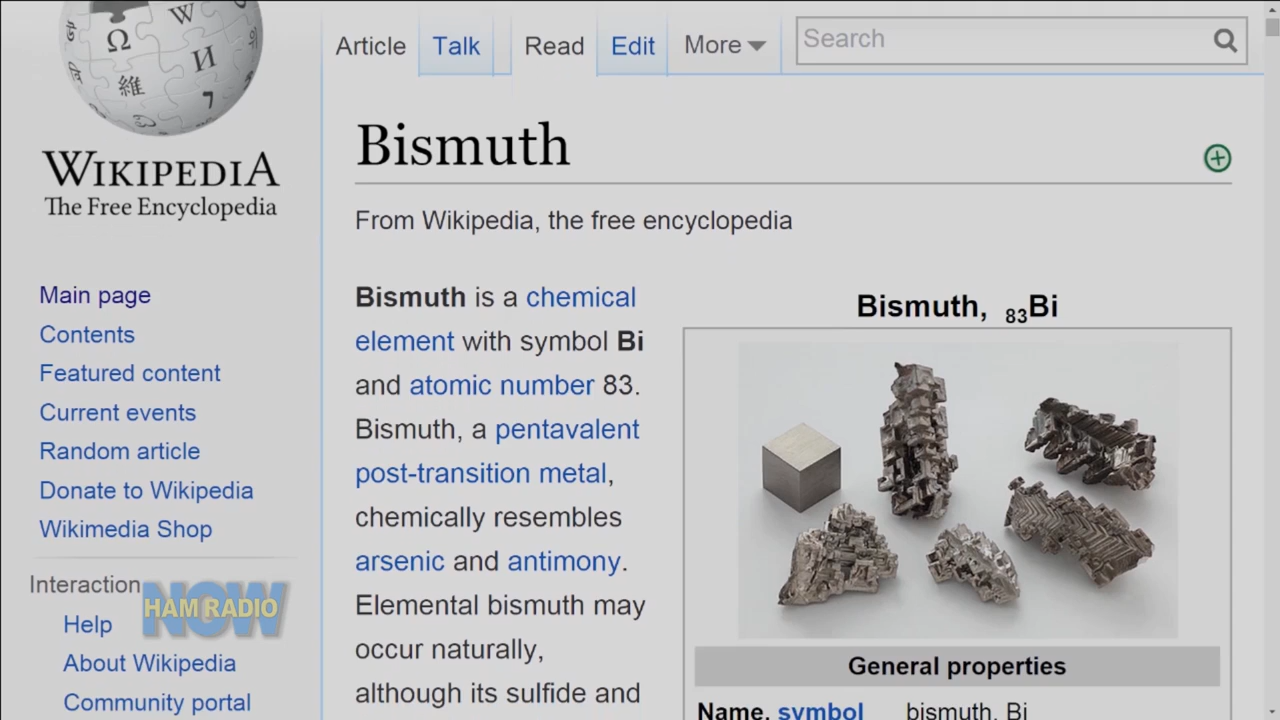 Article
Talk
Read
Edit
More
Search
Ω
W
И
維
7
WIKIPEDIA
The Free Encyclopedia
Bismuth
From Wikipedia, the free encyclopedia
Main page
Contents
Featured content
Current events
Random article
Donate to Wikipedia
Wikimedia Shop
Interaction
Help
About Wikipedia
Community portal
HAM RADIO
NOW
Bismuth is a chemical
element with symbol Bi
and atomic number 83.
Bismuth, a pentavalent
post-transition metal,
chemically resembles
arsenic and antimony.
Elemental bismuth may
occur naturally,
although its sulfide and
Bismuth, 83Bi
General properties
Name, symbol bismuth, Bi